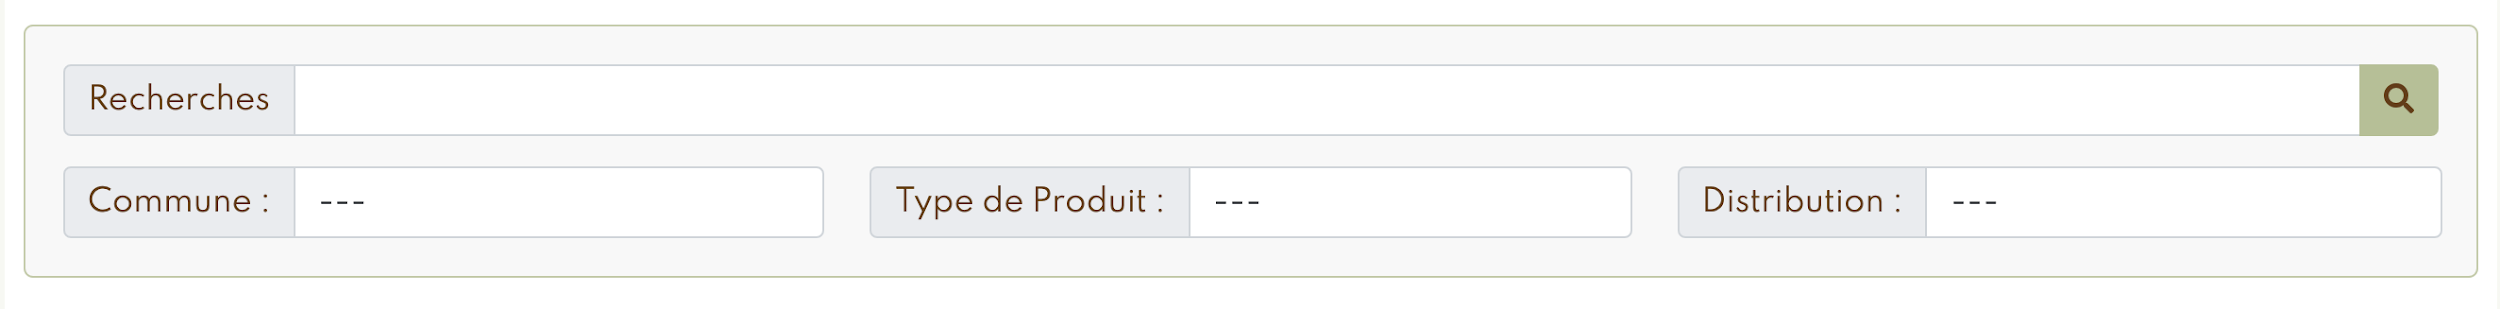 Recherches
Commune : --- Type de Produit : --- Distribution : ---